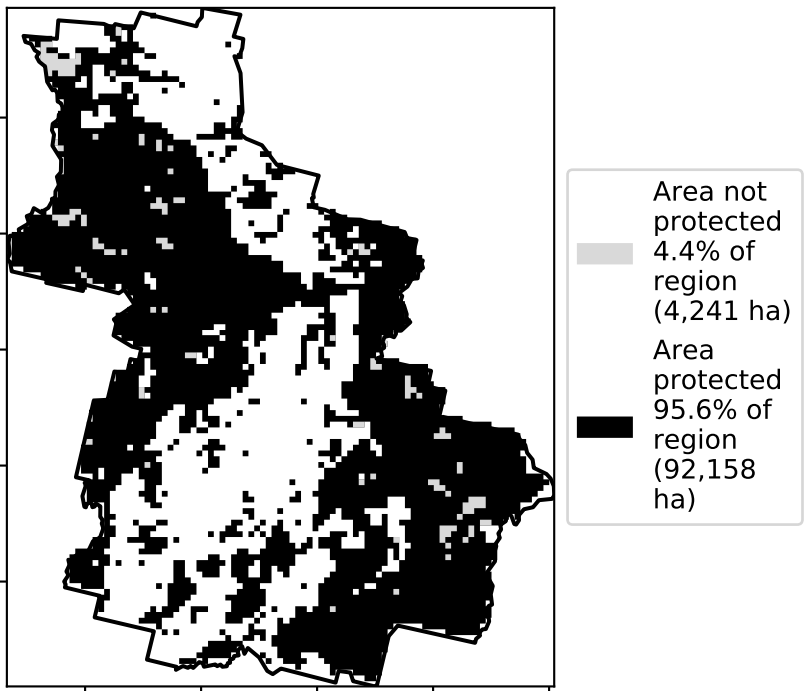 Area not
protected
4.4% of
region
(4,241 ha)
Area
protected
95.6% of
region
(92,158
ha)